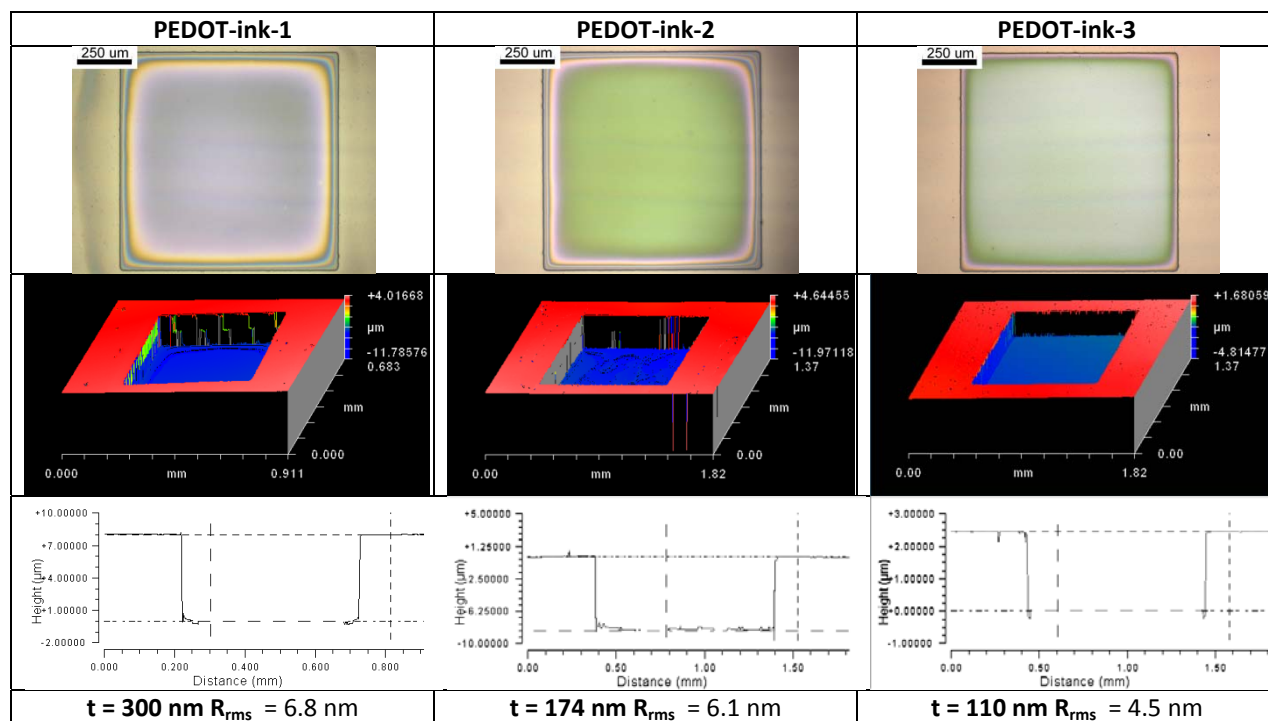 PEDOT-ink-1
PEDOT-ink-2
PEDOT-ink-3
250 um
250 um
250 um
+4.01668
µm
-11.78576
0.683
mm
0.000
0.000
mm
0.911
+4.64455
µm
-11.97118
1.37
mm
0.00
0.00
mm
1.82
+1.68059
µm
-4.81477
1.37
mm
0.00
0.00
mm
1.82
+10.00000
+7.00000
+4.00000
+1.00000
-2.00000
Height (µm)
0.000
0.200
0.400
0.600
0.800
Distance (mm)
+5.00000
+1.25000
2.50000
6.25000
-10.0000
Height (µm)
0.00
0.50
1.00
1.50
Distance (mm)
+3.00000
+2.00000
+1.00000
+0.00000
-1.00000
Height (µm)
0.00
0.50
1.00
1.50
Distance (mm)
t = 300 nm Rrms = 6.8 nm
t = 174 nm Rrms = 6.1 nm
t = 110 nm Rrms = 4.5 nm